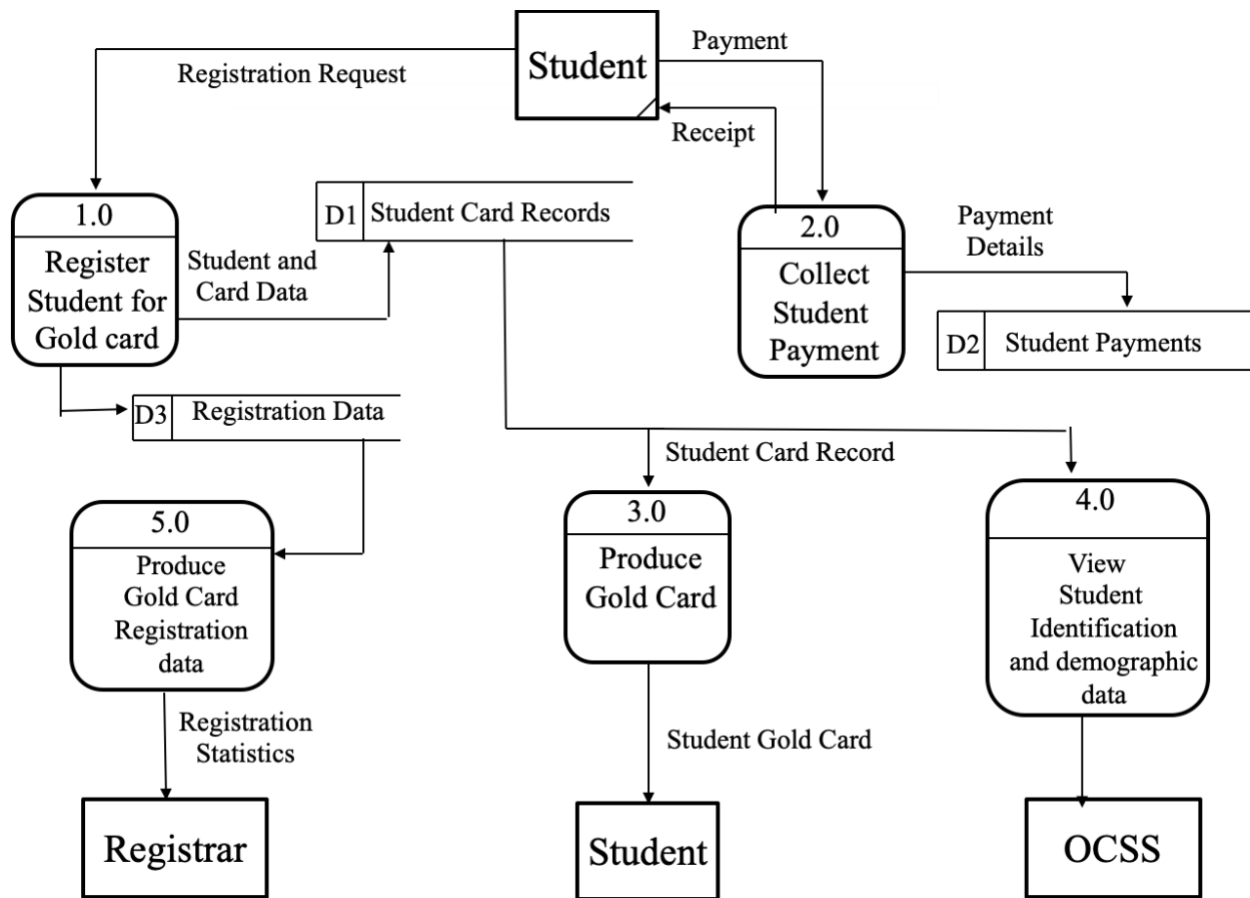 Student
Payment
Registration Request
Receipt
1.0
Register
Student for
Gold card
Student and
Card Data
D1
Student Card Records
2.0
Collect
Student
Payment
Payment
Details
D2
Student Payments
D3
Registration Data
Student Card Record
5.0
Produce
Gold Card
Registration
data
3.0
Produce
Gold Card
4.0
View
Student
Identification
and demographic
data
Registration
Statistics
Student Gold Card
Registrar
Student
OCSS